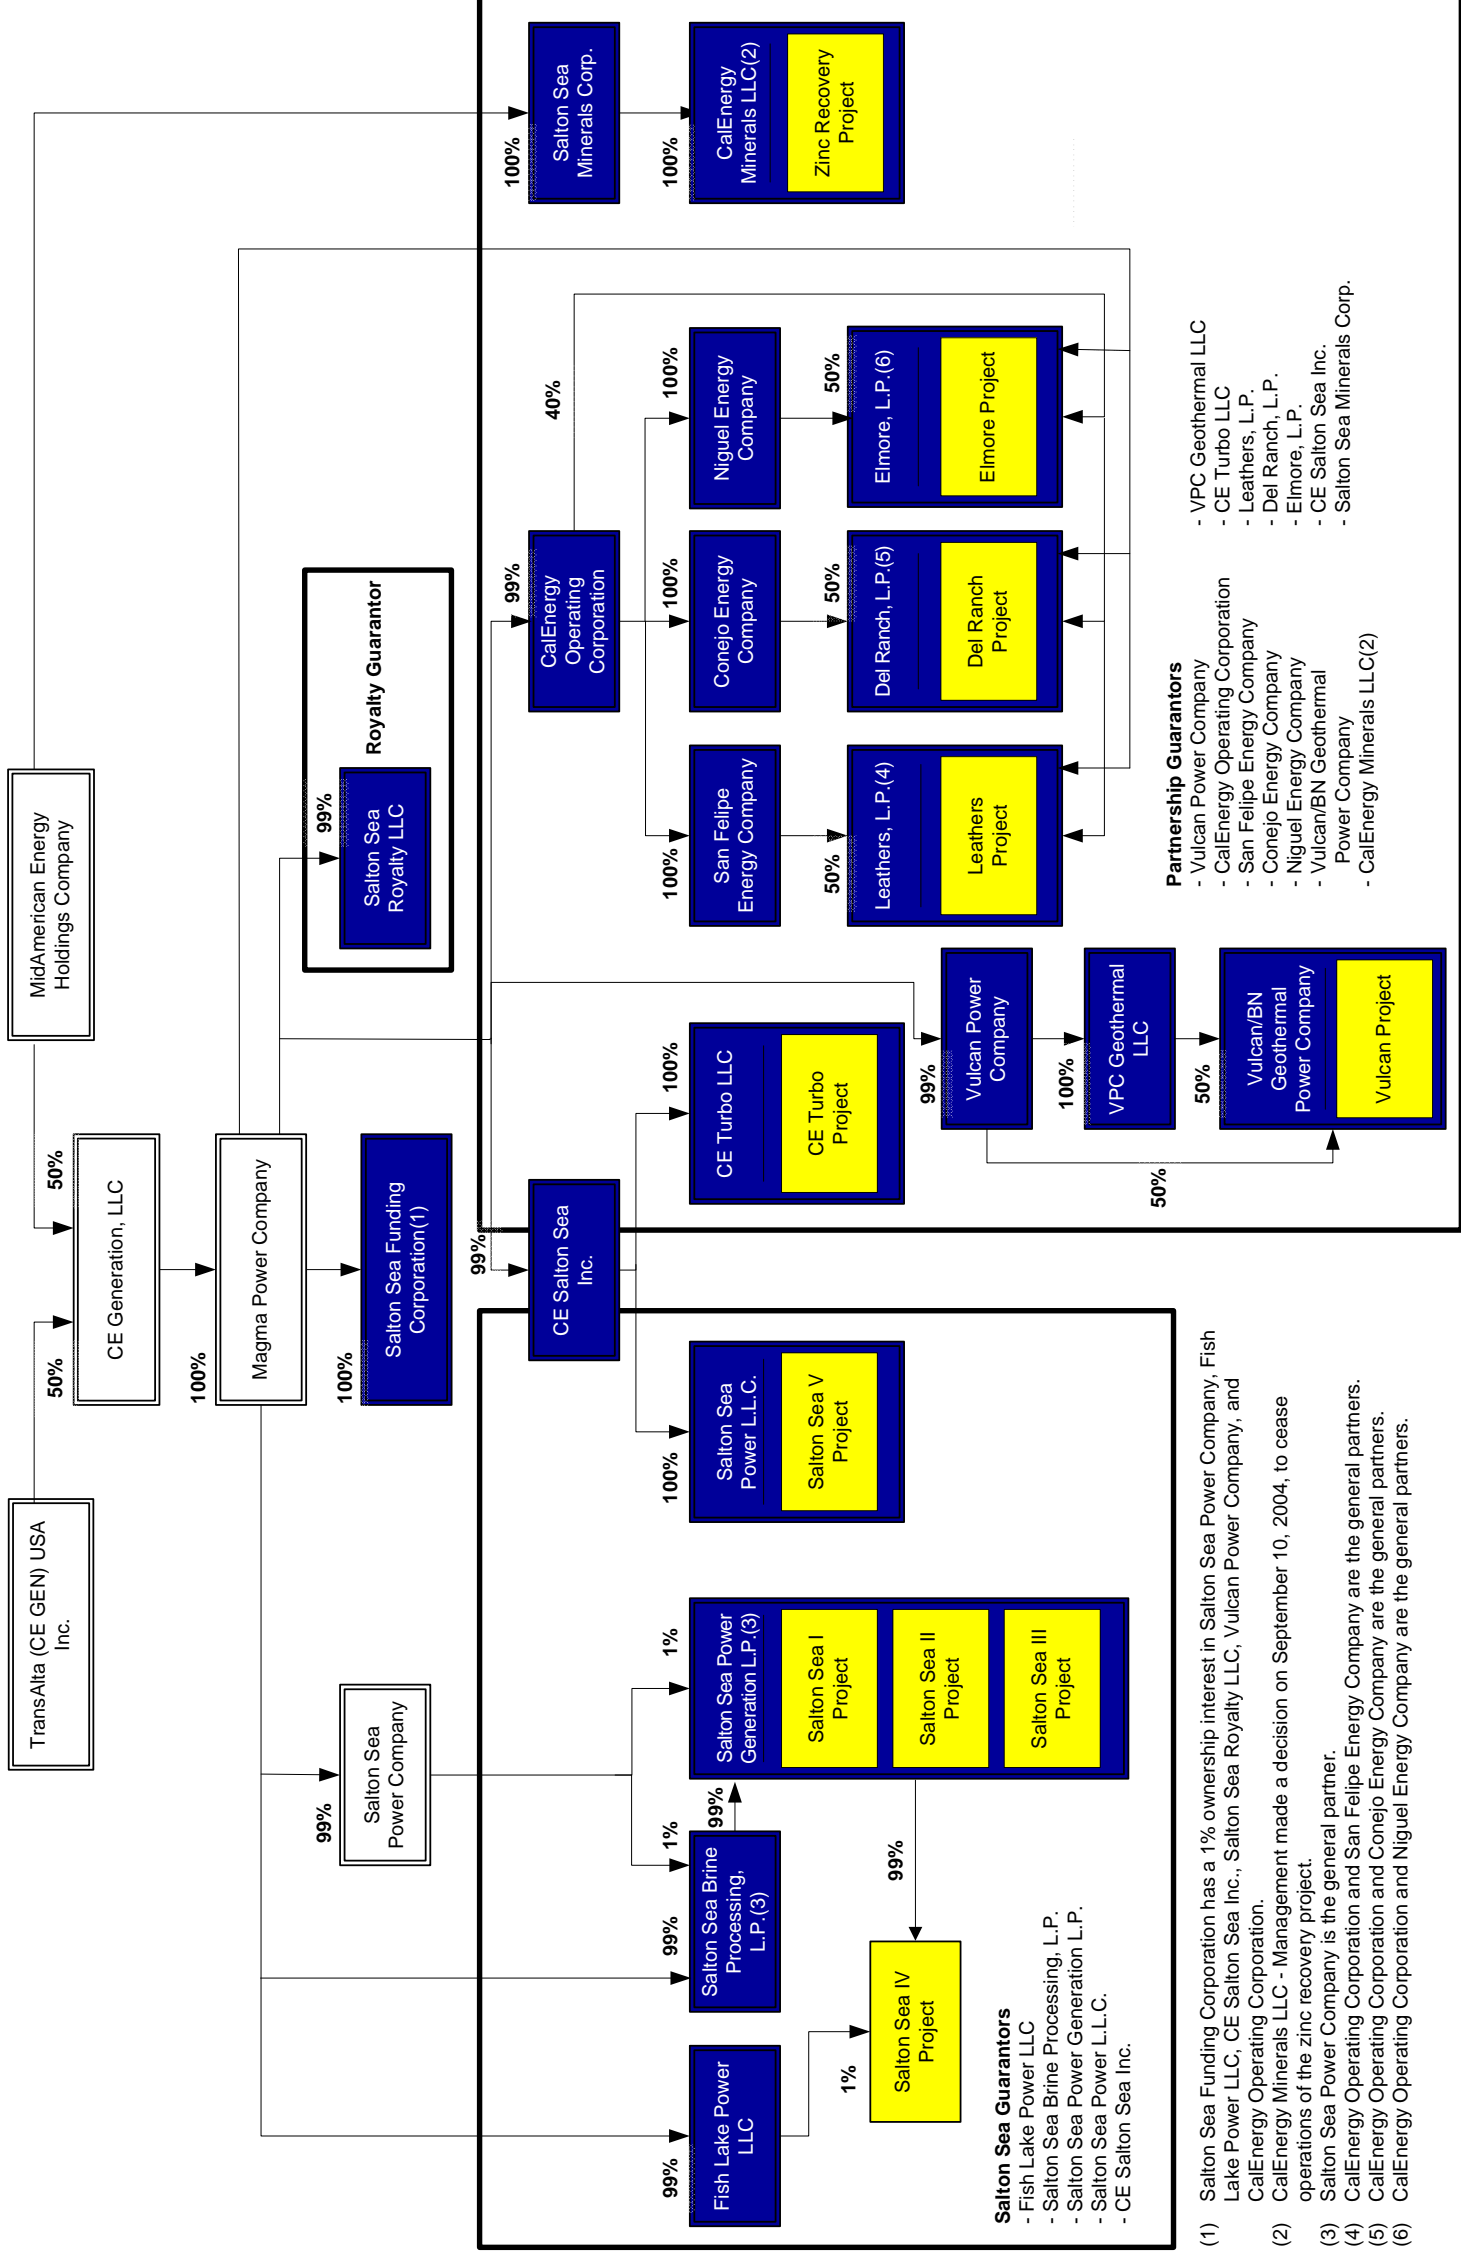 TransAlta (CE GEN) USA
Inc.
MidAmerican Energy
Holdings Company
50%
50%
CE Generation, LLC
100%
Magma Power Company
100%
Salton Sea Funding
Corporation(1)
99%
Salton Sea
Power Company
99%
Salton Sea
Royalty LLC
Royalty Guarantor
99%
CE Salton Sea
Inc.
99%
CalEnergy
Operating
Corporation
40%
100%
Salton Sea
Minerals Corp.
99%
Fish Lake Power
LLC
99%
1%
Salton Sea Brine
Processing,
L.P.(3)
99%
1%
Salton Sea Power
Generation L.P.(3)
Salton Sea I
Project
Salton Sea II
Project
Salton Sea III
Project
100%
Salton Sea
Power L.L.C.
Salton Sea V
Project
100%
CE Turbo LLC
CE Turbo
Project
100%
San Felipe
Energy Company
100%
Conejo Energy
Company
100%
Niguel Energy
Company
100%
CalEnergy
Minerals LLC(2)
Zinc Recovery
Project
1%
99%
Salton Sea IV
Project
50%
Leathers, L.P.(4)
Leathers
Project
50%
Del Ranch, L.P.(5)
Del Ranch
Project
50%
Elmore, L.P.(6)
Elmore Project
99%
Vulcan Power
Company
100%
VPC Geothermal
LLC
50%
50%
Vulcan/BN
Geothermal
Power Company
Vulcan Project
Salton Sea Guarantors
- Fish Lake Power LLC
- Salton Sea Brine Processing, L.P.
- Salton Sea Power Generation L.P.
- Salton Sea Power L.L.C.
- CE Salton Sea Inc.
Partnership Guarantors
- Vulcan Power Company
- CalEnergy Operating Corporation
- San Felipe Energy Company
- Conejo Energy Company
- Niguel Energy Company
- Vulcan/BN Geothermal
Power Company
- CalEnergy Minerals LLC(2)
- VPC Geothermal LLC
- CE Turbo LLC
- Leathers, L.P.
- Del Ranch, L.P.
- Elmore, L.P.
- CE Salton Sea Inc.
- Salton Sea Minerals Corp.
(1) Salton Sea Funding Corporation has a 1% ownership interest in Salton Sea Power Company, Fish
Lake Power LLC, CE Salton Sea Inc., Salton Sea Royalty LLC, Vulcan Power Company, and
CalEnergy Operating Corporation.
(2) CalEnergy Minerals LLC - Management made a decision on September 10, 2004, to cease
operations of the zinc recovery project.
(3) Salton Sea Power Company is the general partner.
(4) CalEnergy Operating Corporation and San Felipe Energy Company are the general partners.
(5) CalEnergy Operating Corporation and Conejo Energy Company are the general partners.
(6) CalEnergy Operating Corporation and Niguel Energy Company are the general partners.